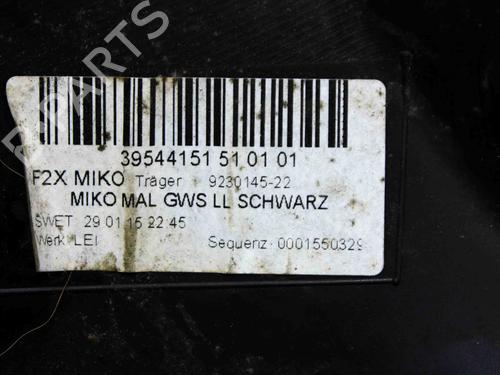 39544151 51 01 01
F2X MIKO Träger 9230145-22
MIKO MAL GWS LL SCHWARZ
SWET 29 01 15 22 45
Werk LEI Sequenz 0001550329
B-PARTS